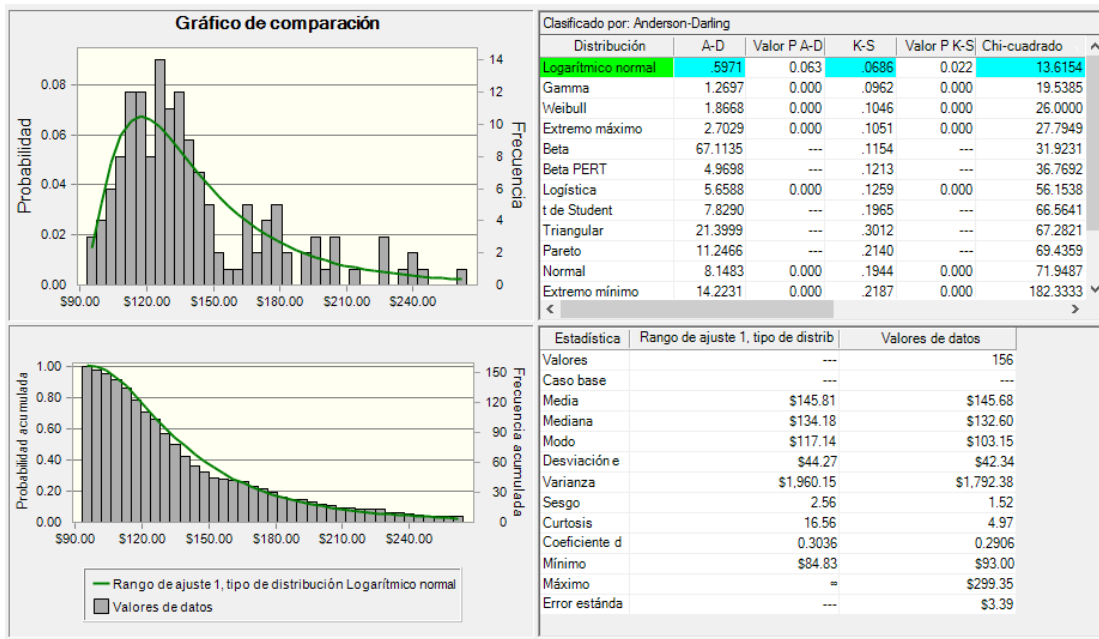 Gráfico de comparación
Probabilidad
0.08
0.06
0.04
0.02
0.00
14
12
10
8
6
4
2
0
Frecuencia
$90.00 $120.00 $150.00 $180.00 $210.00 $240.00
Clasificado por: Anderson-Darling
Distribución A-D Valor P A-D K-S Valor P K-S Chi-cuadrado
Logarítmico normal .5971 0.063 .0686 0.022 13.6154
Gamma 1.2697 0.000 .0962 0.000 19.5385
Weibull 1.8668 0.000 .1046 0.000 26.0000
Extremo máximo 2.7029 0.000 .1051 0.000 27.7949
Beta 67.1135 --- .1154 --- 31.9231
Beta PERT 4.9698 --- .1213 --- 36.7692
Logística 5.6588 0.000 .1259 0.000 56.1538
t de Student 7.8290 --- .1965 --- 66.5641
Triangular 21.3999 --- .3012 --- 67.2821
Pareto 11.2466 --- .2140 --- 69.4359
Normal 8.1483 0.000 .1944 0.000 71.9487
Extremo mínimo 14.2231 0.000 .2187 0.000 182.3333
Probabilidad acumulada
1.00
0.80
0.60
0.40
0.20
0.00
150
120
90
60
30
0
Frecuencia acumulada
$90.00 $120.00 $150.00 $180.00 $210.00 $240.00
Rango de ajuste 1, tipo de distribución Logarítmico normal
Valores de datos
Estadística Rango de ajuste 1, tipo de distrib Valores de datos
Valores --- 156
Caso base --- ---
Media $145.81 $145.68
Mediana $134.18 $132.60
Modo $117.14 $103.15
Desviación e $44.27 $42.34
Varianza $1,960.15 $1,792.38
Sesgo 2.56 1.52
Curtosis 16.56 4.97
Coeficiente d 0.3036 0.2906
Mínimo $84.83 $93.00
Máximo ∞ $299.35
Error estánda --- $3.39